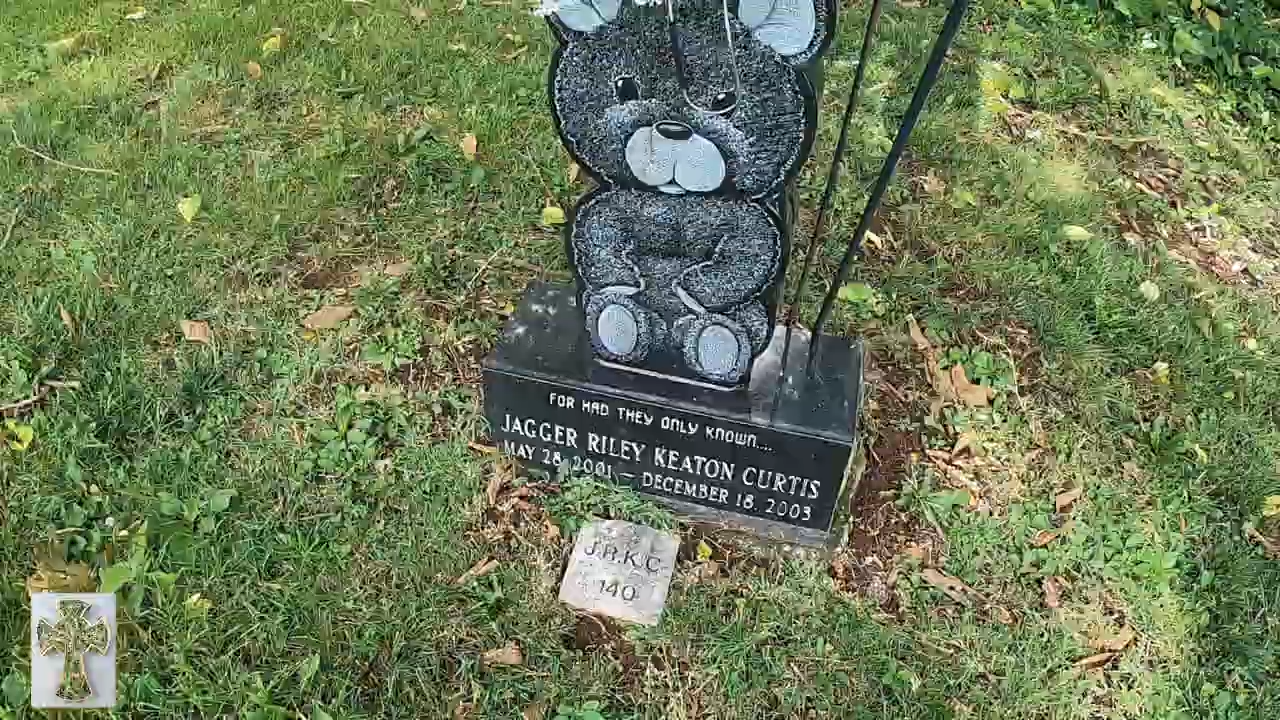 FOR HAD THEY ONLY KNOWN....
JAGGER RILEY KEATON CURTIS
MAY 28, 2001 — DECEMBER 18, 2003
J.R.K.C
140